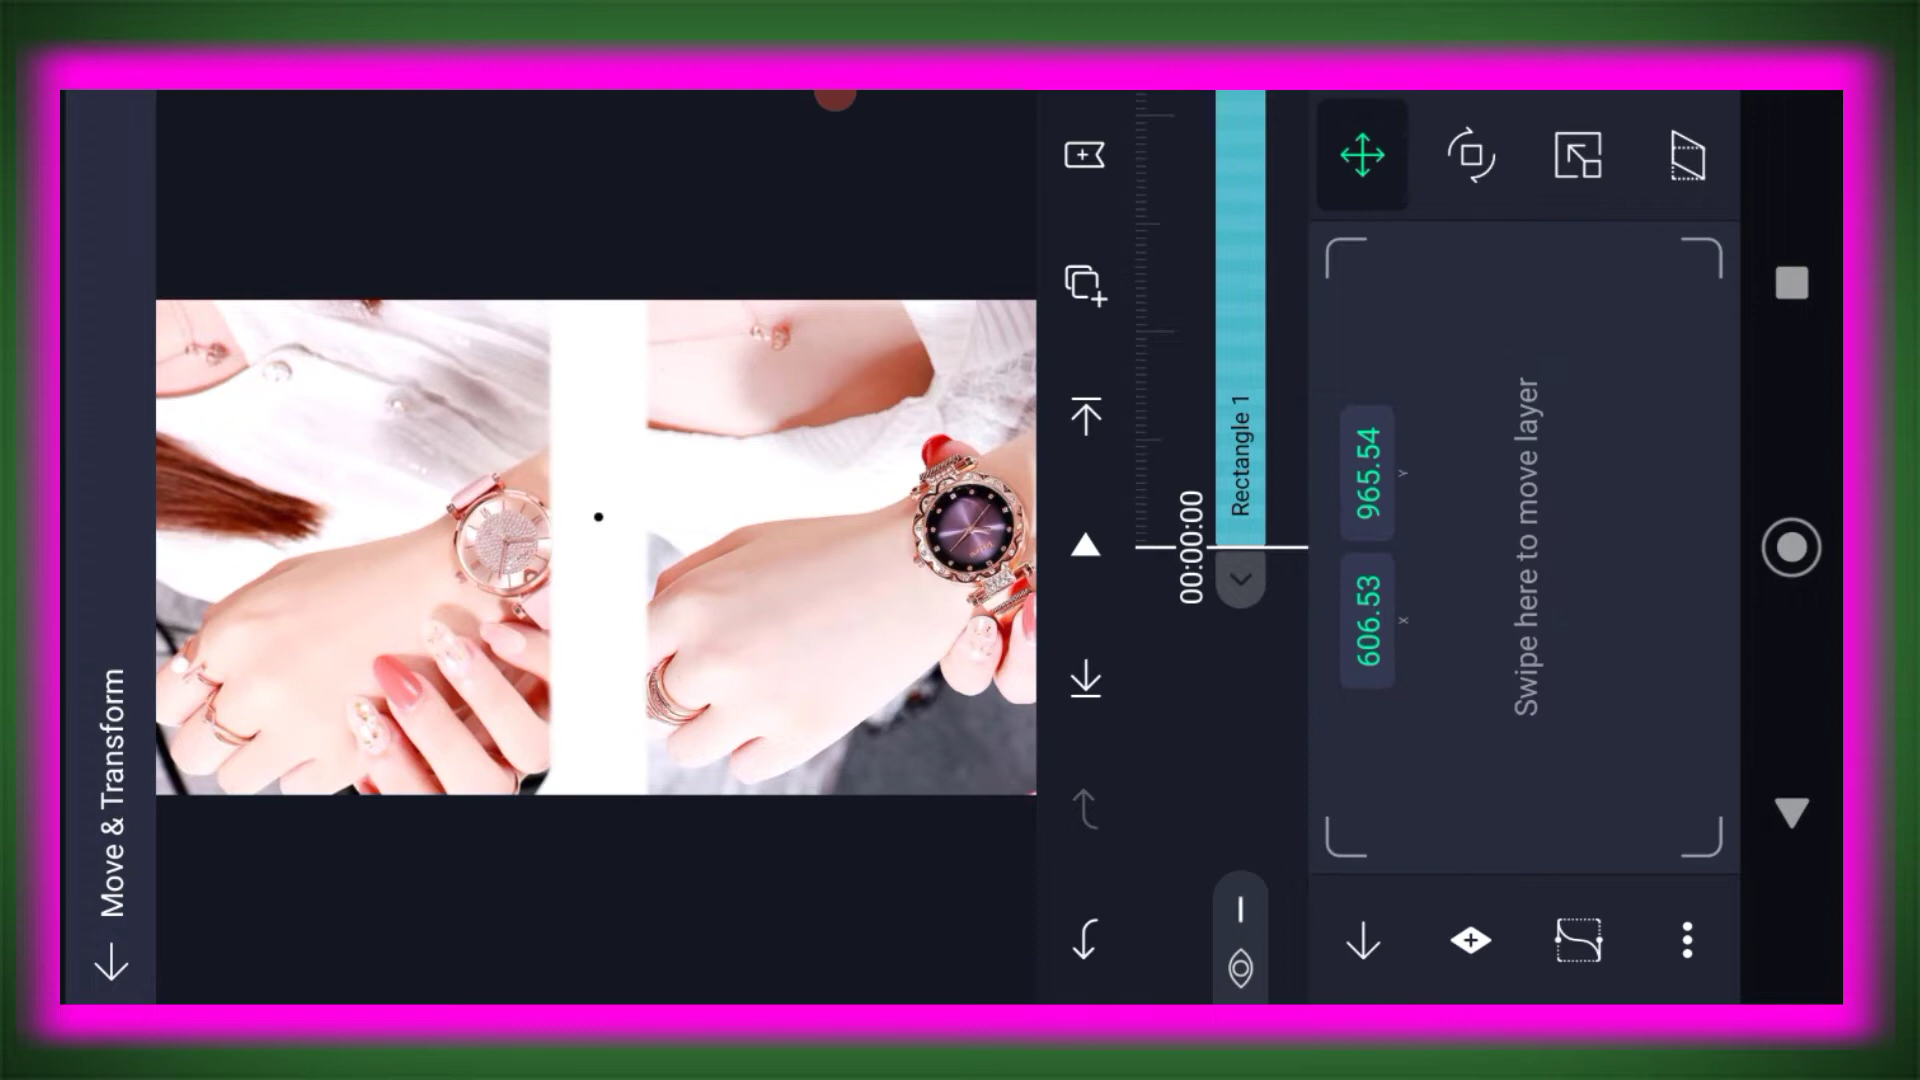 Move & Transform
00:00:00
Rectangle 1
606.53
965.54
X
Y
Swipe here to move layer